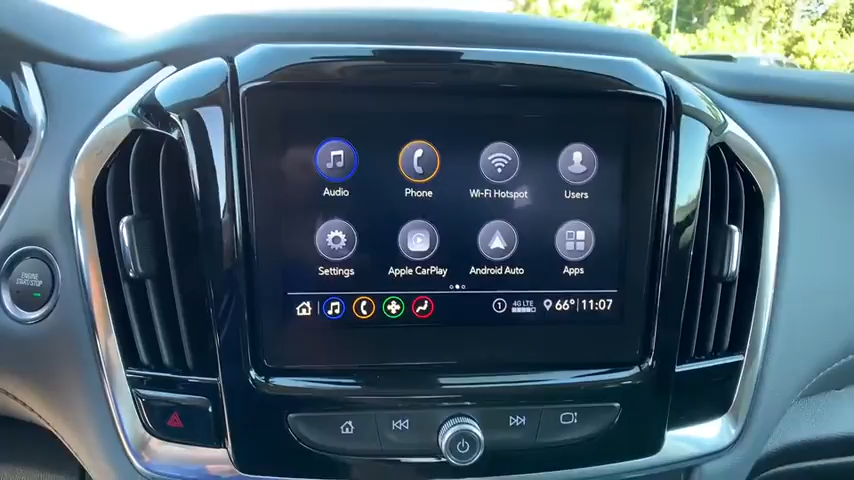 Audio
Phone
Wi-Fi Hotspot
Users
Settings
Apple CarPlay
Android Auto
Apps
1
4G LTE
66°
11:07
ENGINE
START/STOP